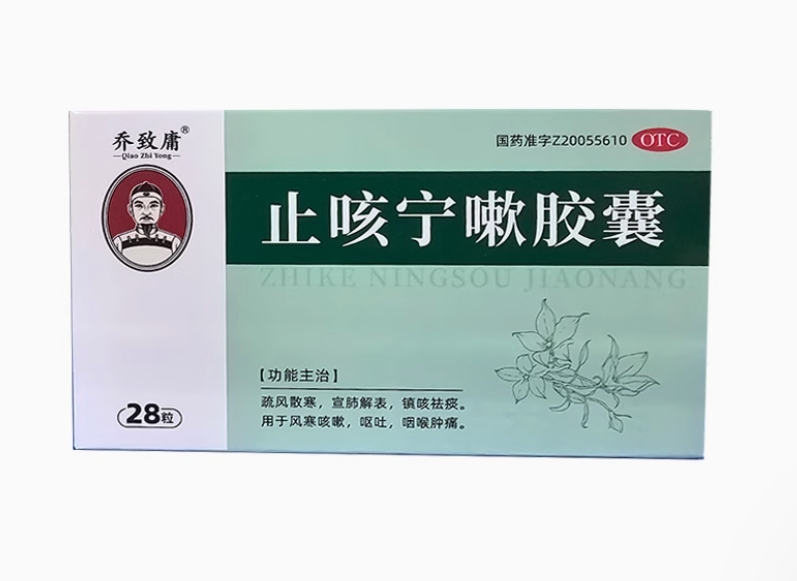 乔致庸®
Qiao Zhi Yong
国药准字Z20055610 OTC
止咳宁嗽胶囊
ZHIKE NINGSOU JIAONANG
【功能主治】
疏风散寒，宣肺解表，镇咳祛痰。
用于风寒咳嗽，呕吐，咽喉肿痛。
28粒